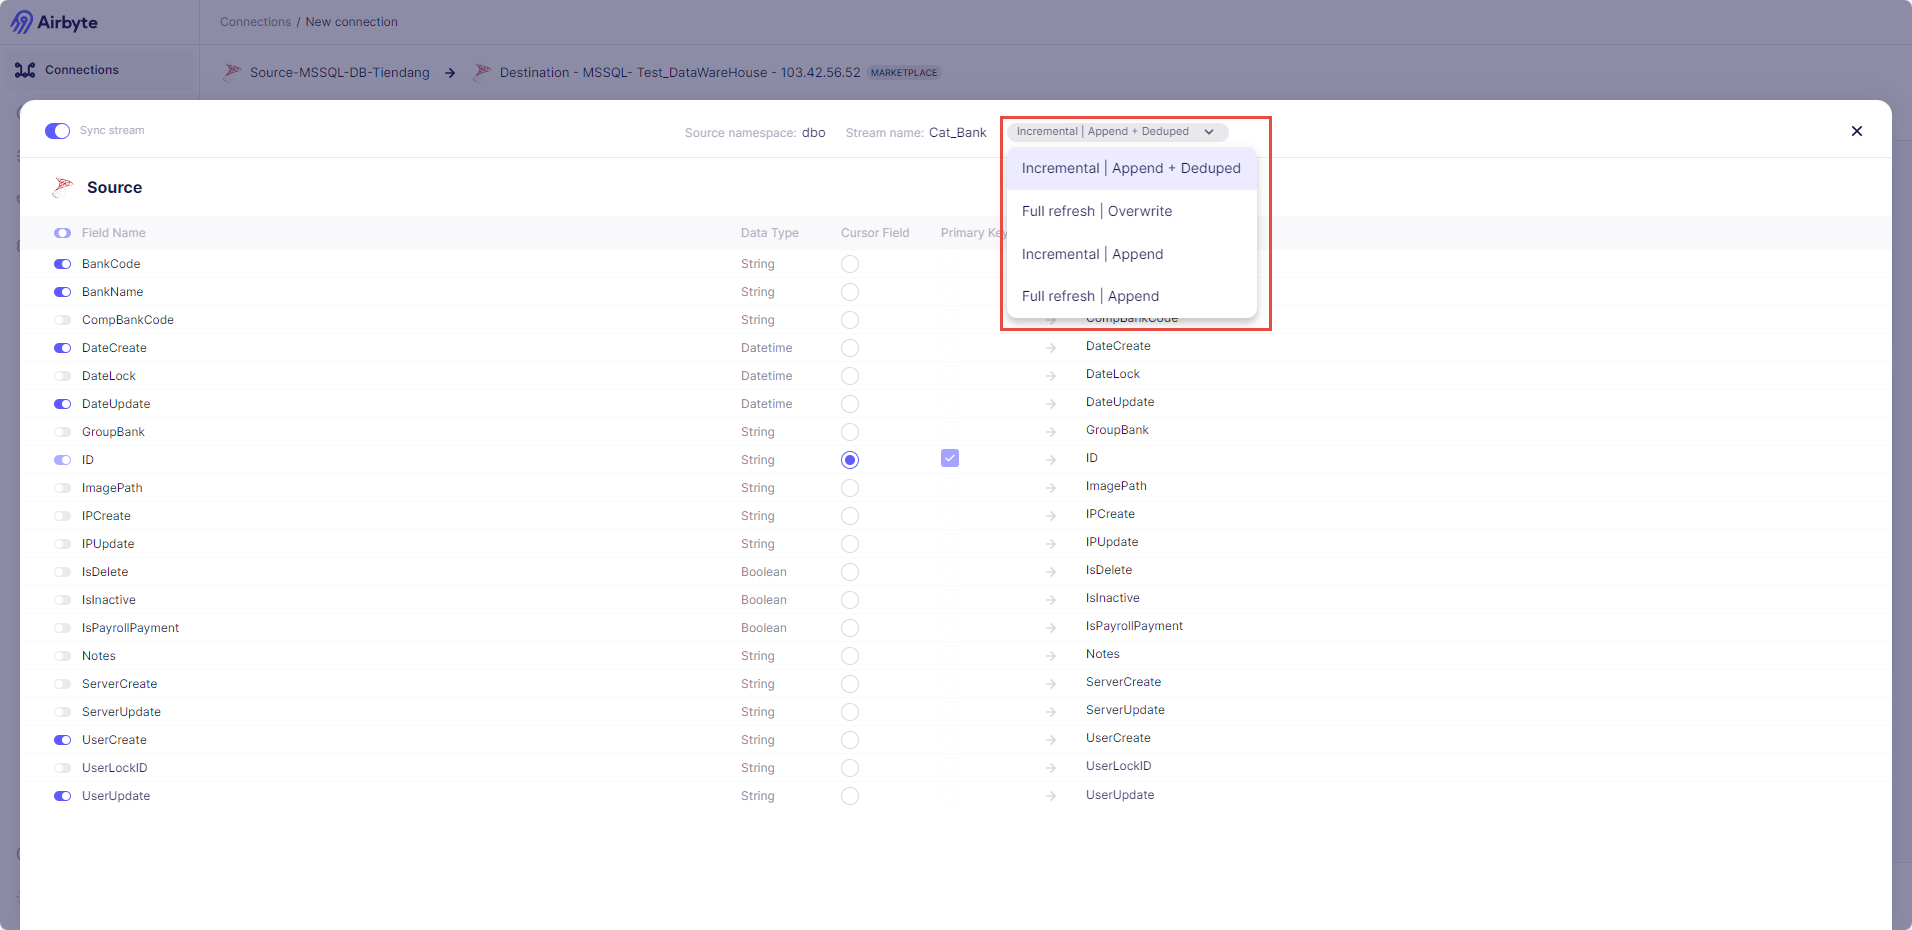 Airbyte
Connections / New connection
Connections
Source-MSSQL-DB-Tiendang → Destination - MSSQL- Test_DataWareHouse - 103.42.56.52 MARKETPLACE
Sync stream
Source namespace: dbo Stream name: Cat_Bank Incremental | Append + Deduped
Incremental | Append + Deduped
Full refresh | Overwrite
Incremental | Append
Full refresh | Append
Source
Field Name Data Type Cursor Field Primary Key
BankCode String
BankName String
CompBankCode String CompBankCode
DateCreate Datetime DateCreate
DateLock Datetime DateLock
DateUpdate Datetime DateUpdate
GroupBank String GroupBank
ID String ID
ImagePath String ImagePath
IPCreate String IPCreate
IPUpdate String IPUpdate
IsDelete Boolean IsDelete
IsInactive Boolean IsInactive
IsPayrollPayment Boolean IsPayrollPayment
Notes String Notes
ServerCreate String ServerCreate
ServerUpdate String ServerUpdate
UserCreate String UserCreate
UserLockID String UserLockID
UserUpdate String UserUpdate